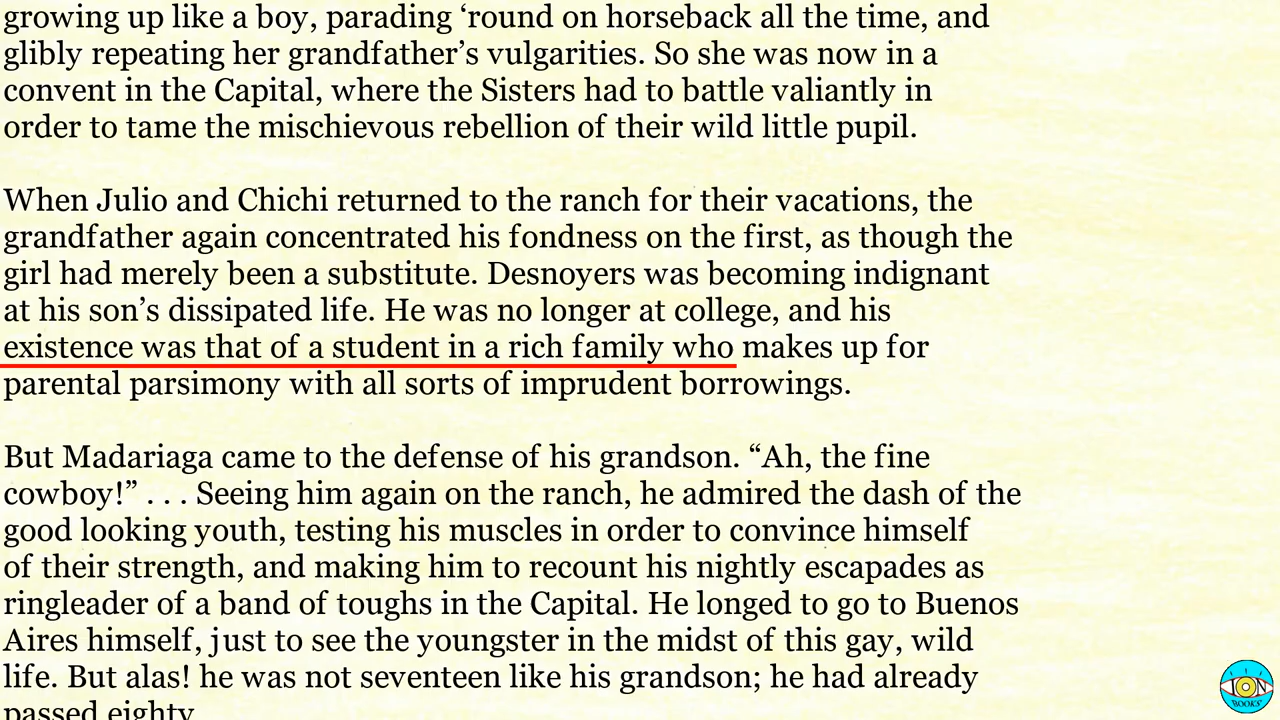 growing up like a boy, parading ‘round on horseback all the time, and
glibly repeating her grandfather’s vulgarities. So she was now in a
convent in the Capital, where the Sisters had to battle valiantly in
order to tame the mischievous rebellion of their wild little pupil.
When Julio and Chichi returned to the ranch for their vacations, the
grandfather again concentrated his fondness on the first, as though the
girl had merely been a substitute. Desnoyers was becoming indignant
at his son’s dissipated life. He was no longer at college, and his
existence was that of a student in a rich family who makes up for
parental parsimony with all sorts of imprudent borrowings.
But Madariaga came to the defense of his grandson. “Ah, the fine
cowboy!” . . . Seeing him again on the ranch, he admired the dash of the
good looking youth, testing his muscles in order to convince himself
of their strength, and making him to recount his nightly escapades as
ringleader of a band of toughs in the Capital. He longed to go to Buenos
Aires himself, just to see the youngster in the midst of this gay, wild
life. But alas! he was not seventeen like his grandson; he had already
passed eighty.
ION
BOOKS